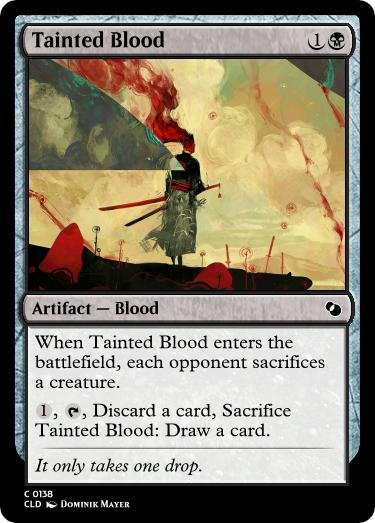 Tainted Blood 1
Artifact — Blood
When Tainted Blood enters the
battlefield, each opponent sacrifices
a creature.
1, , Discard a card, Sacrifice
Tainted Blood: Draw a card.
It only takes one drop.
C 0138
CLD Dominik Mayer